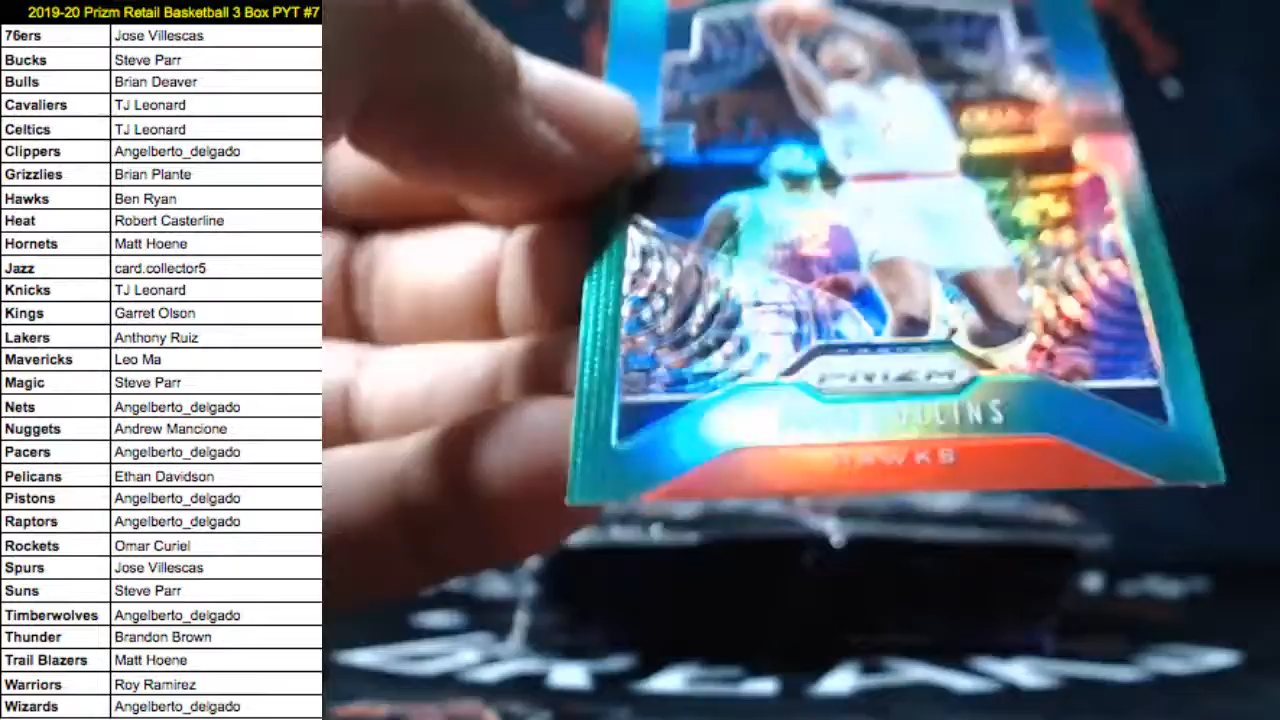 2019-20 Prizm Retail Basketball 3 Box PYT #7
76ers Jose Villescas
Bucks Steve Parr
Bulls Brian Deaver
Cavaliers TJ Leonard
Celtics TJ Leonard
Clippers Angelberto_delgado
Grizzlies Brian Plante
Hawks Ben Ryan
Heat Robert Casterline
Hornets Matt Hoene
Jazz card.collector5
Knicks TJ Leonard
Kings Garret Olson
Lakers Anthony Ruiz
Mavericks Leo Ma
Magic Steve Parr
Nets Angelberto_delgado
Nuggets Andrew Mancione
Pacers Angelberto_delgado
Pelicans Ethan Davidson
Pistons Angelberto_delgado
Raptors Angelberto_delgado
Rockets Omar Curiel
Spurs Jose Villescas
Suns Steve Parr
Timberwolves Angelberto_delgado
Thunder Brandon Brown
Trail Blazers Matt Hoene
Warriors Roy Ramirez
Wizards Angelberto_delgado
PRIZM
HAWKS